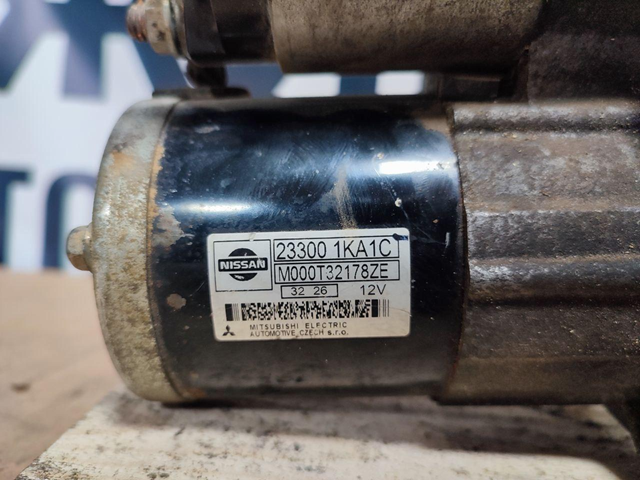 NISSAN
23300 1KA1C
M000T32178ZE
32 26 12V
MITSUBISHI ELECTRIC
AUTOMOTIVE CZECH s.r.o.